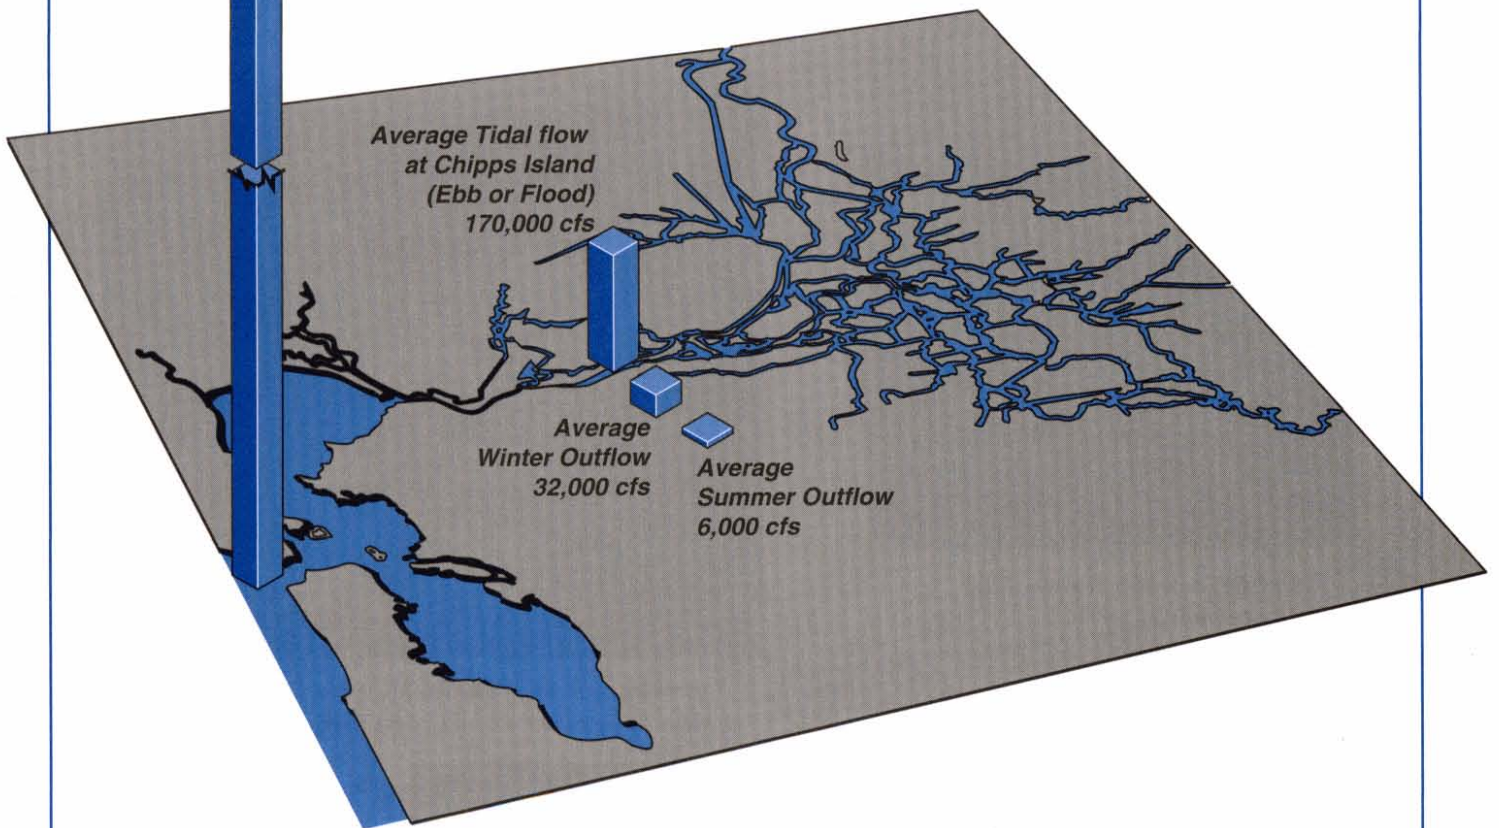 Average Tidal flow
at Chipps Island
(Ebb or Flood)
170,000 cfs
Average
Winter Outflow
32,000 cfs
Average
Summer Outflow
6,000 cfs